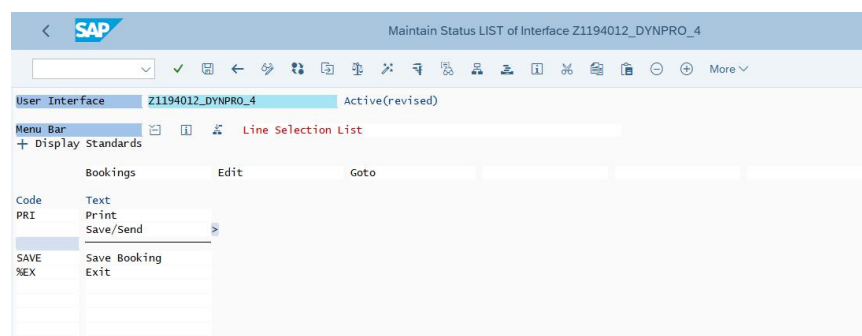 SAP Maintain Status LIST of Interface Z1194012_DYNPRO_4
More
User Interface Z1194012_DYNPRO_4 Active(revised)
Menu Bar Line Selection List
+ Display Standards
Bookings Edit Goto
Code Text
PRI Print
Save/Send >
SAVE Save Booking
%EX Exit